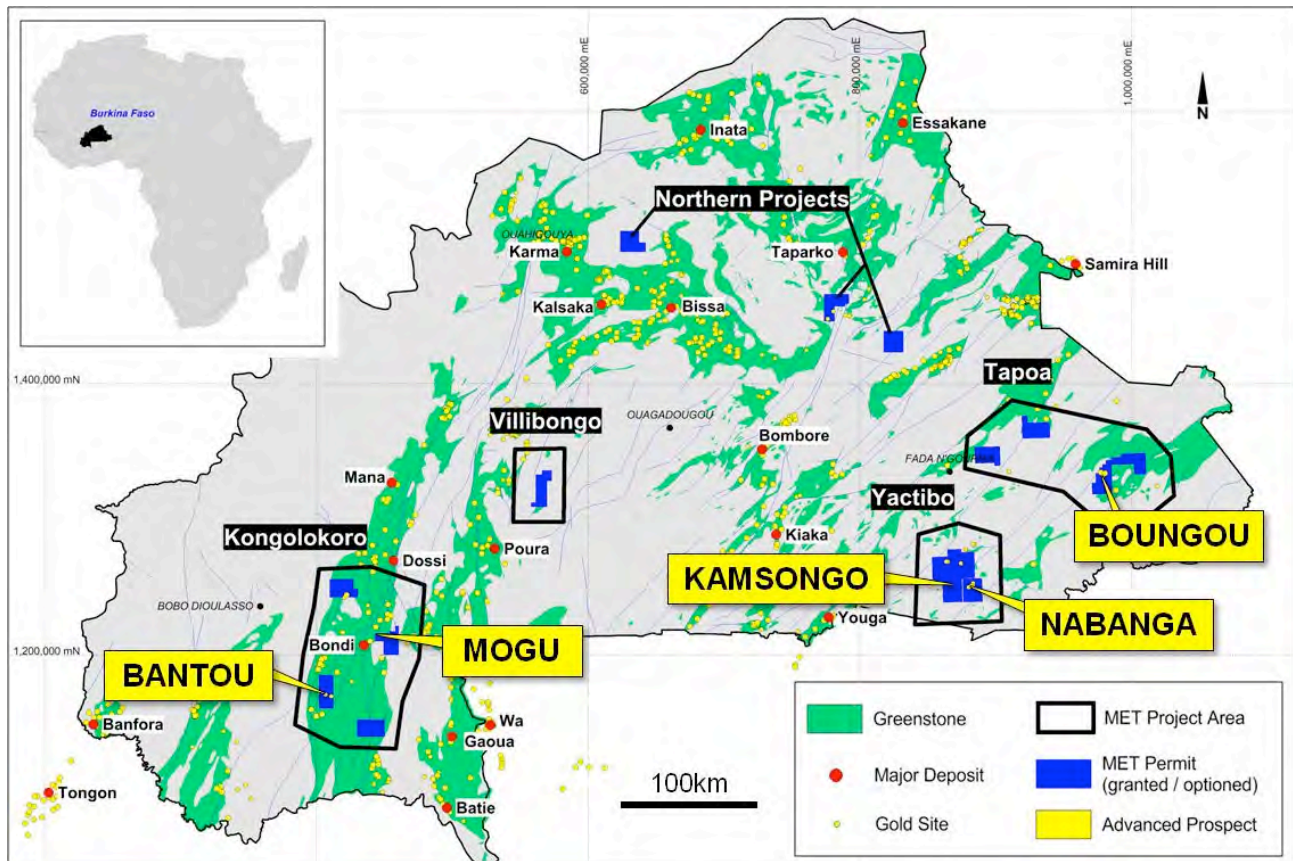 Burkina Faso
600,000 mE
800,000 mE
1,000,000 mE
N
Inata
Essakane
Northern Projects
OUAHIGOUYA
Karma
Taparko
Samira Hill
Kalsaka
Bissa
1,400,000 mN
Tapoa
Villibongo
OUAGADOUGOU
Bombore
FADA N'GOURMA
Mana
Yactibo
Kongolokoro
Poura
Kiaka
BOUNGOU
Dossi
KAMSONGO
BOBO DIOULASSO
NABANGA
Youga
Bondi
MOGU
1,200,000 mN
BANTOU
Banfora
Wa
Gaoua
Tongon
Batie
100km
Greenstone
MET Project Area
Major Deposit
MET Permit
(granted / optioned)
Gold Site
Advanced Prospect